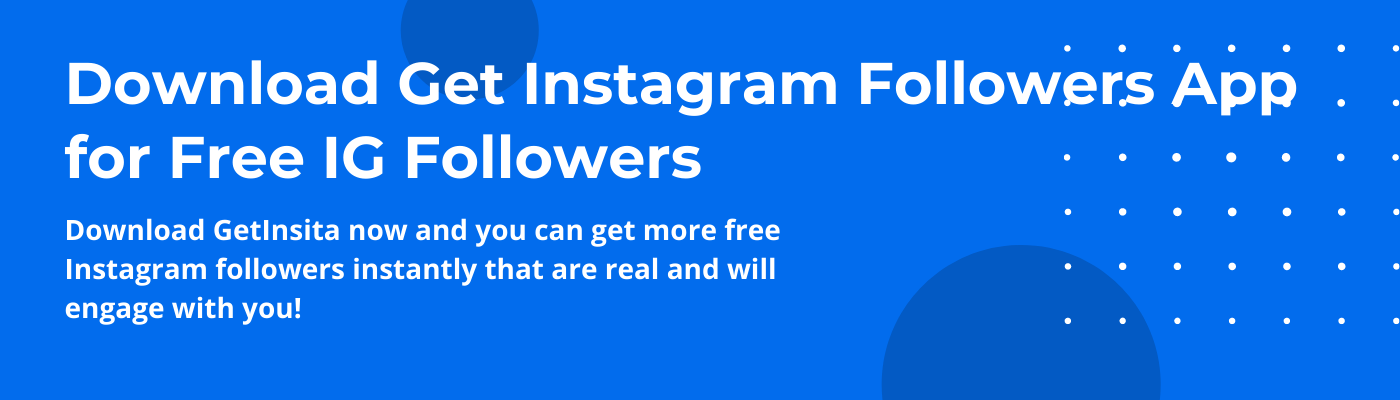 Download Get Instagram Followers App
for Free IG Followers
Download GetInsita now and you can get more free
Instagram followers instantly that are real and will
engage with you!